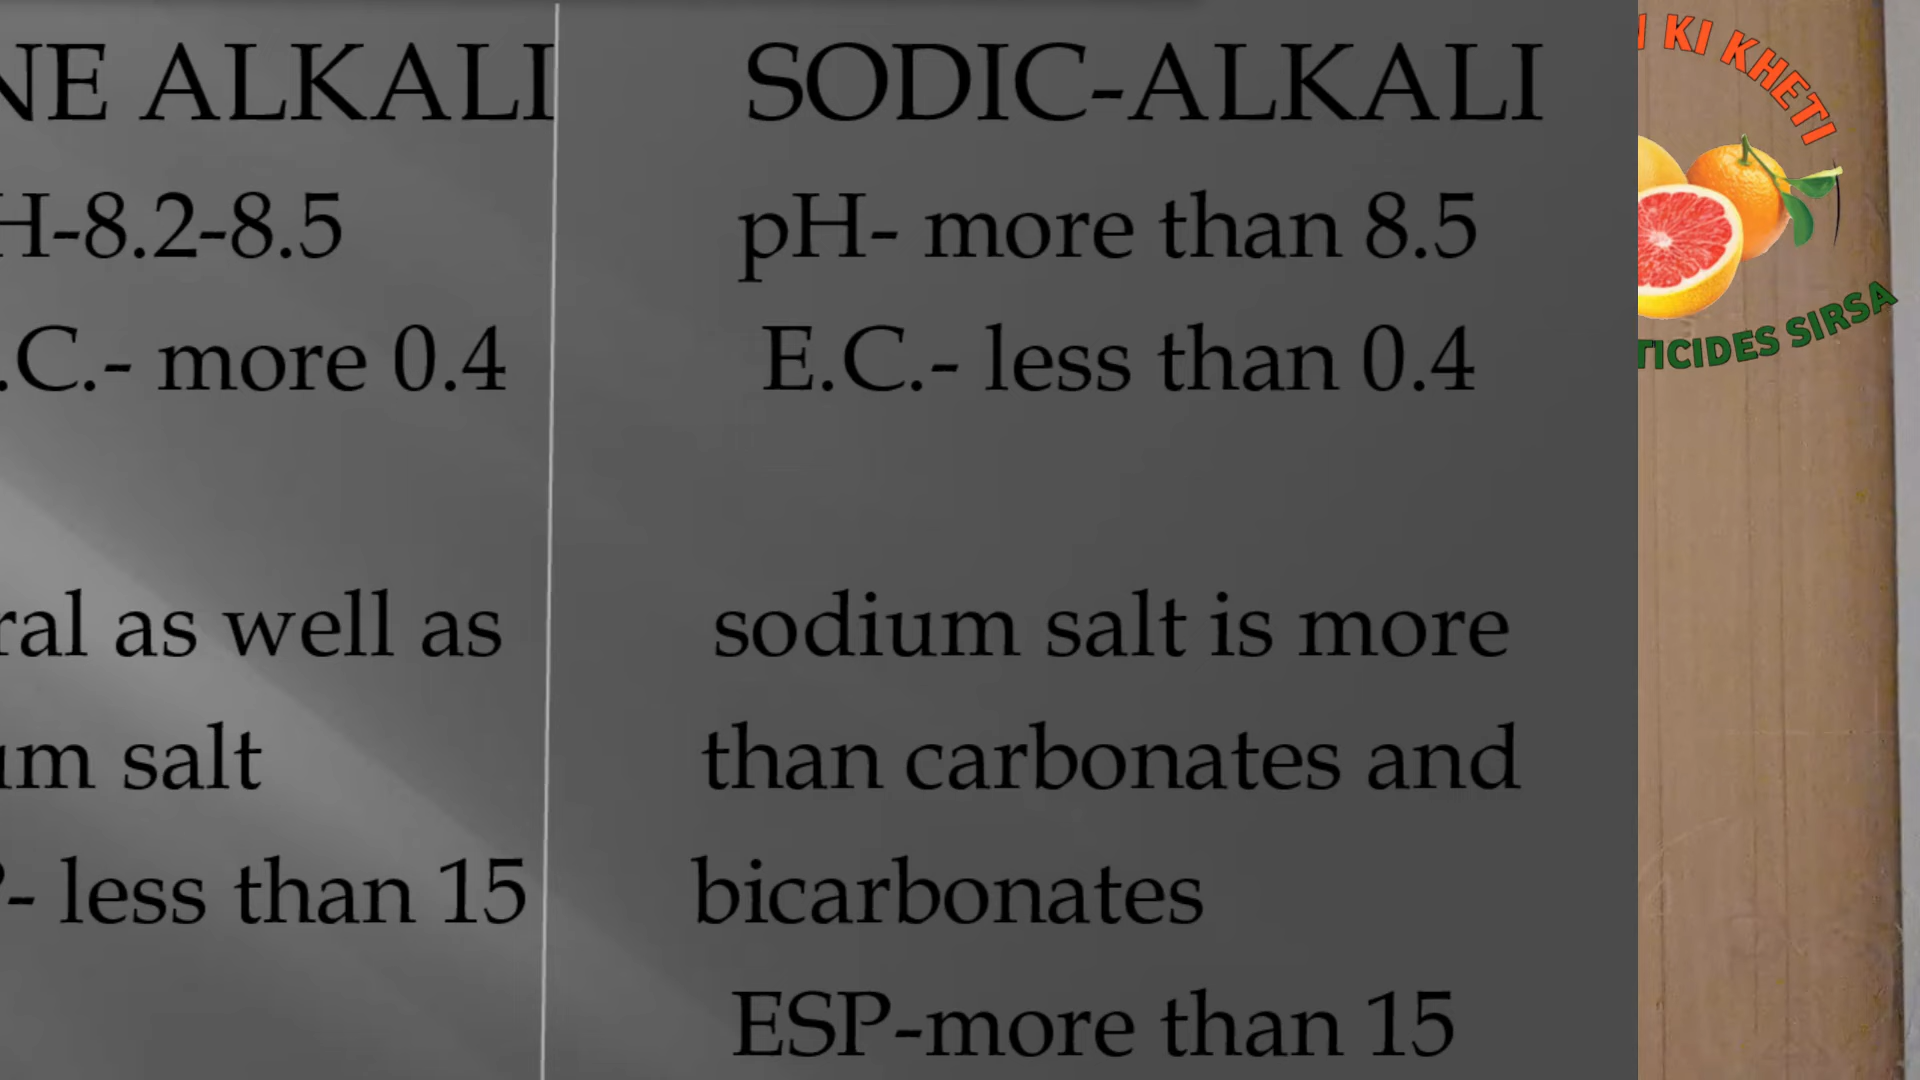 NE ALKALI
H-8.2-8.5
.C.- more 0.4
ral as well as
um salt
- less than 15
SODIC-ALKALI
pH- more than 8.5
E.C.- less than 0.4
sodium salt is more
than carbonates and
bicarbonates
ESP-more than 15
KI KHETI
TICIDES SIRSA